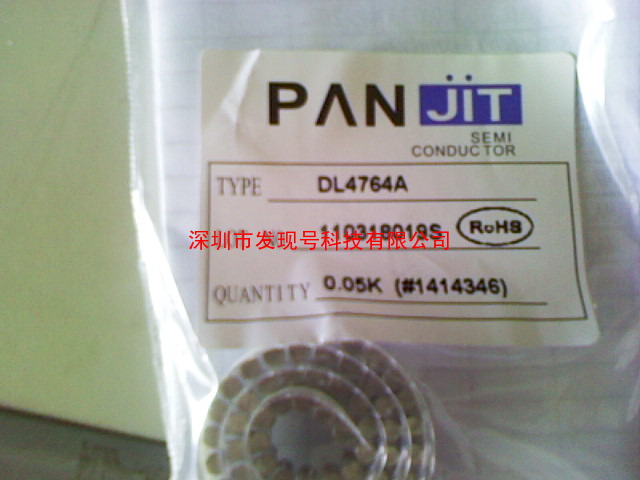 PAN JIT
SEMI
CONDUCTOR
TYPE DL4764A
110318019S RoHS
深圳市发现号科技有限公司
QUANTITY 0.05K (#1414346)